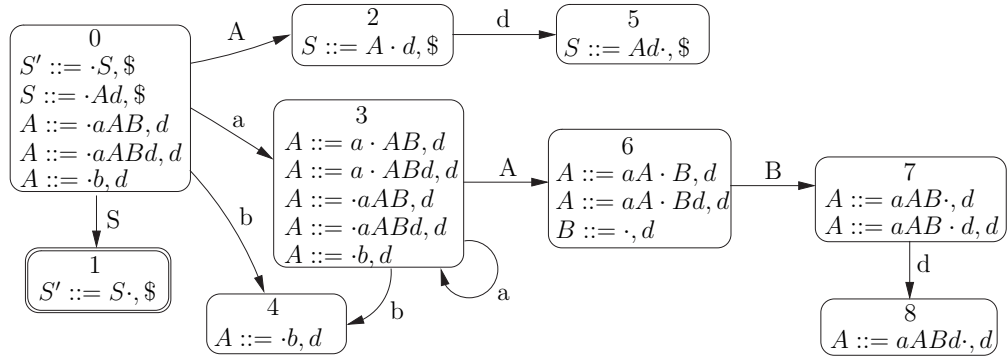 0
S' ::= ·S, $
S ::= ·Ad, $
A ::= ·aAB, d
A ::= ·aABd, d
A ::= ·b, d
A
2
S ::= A · d, $
d
5
S ::= Ad·, $
a
3
A ::= a · AB, d
A ::= a · ABd, d
A ::= ·aAB, d
A ::= ·aABd, d
A ::= ·b, d
A
6
A ::= aA · B, d
A ::= aA · Bd, d
B ::= ·, d
B
7
A ::= aAB·, d
A ::= aAB · d, d
S
b
1
S' ::= S·, $
4
A ::= ·b, d
b
a
d
8
A ::= aABd·, d